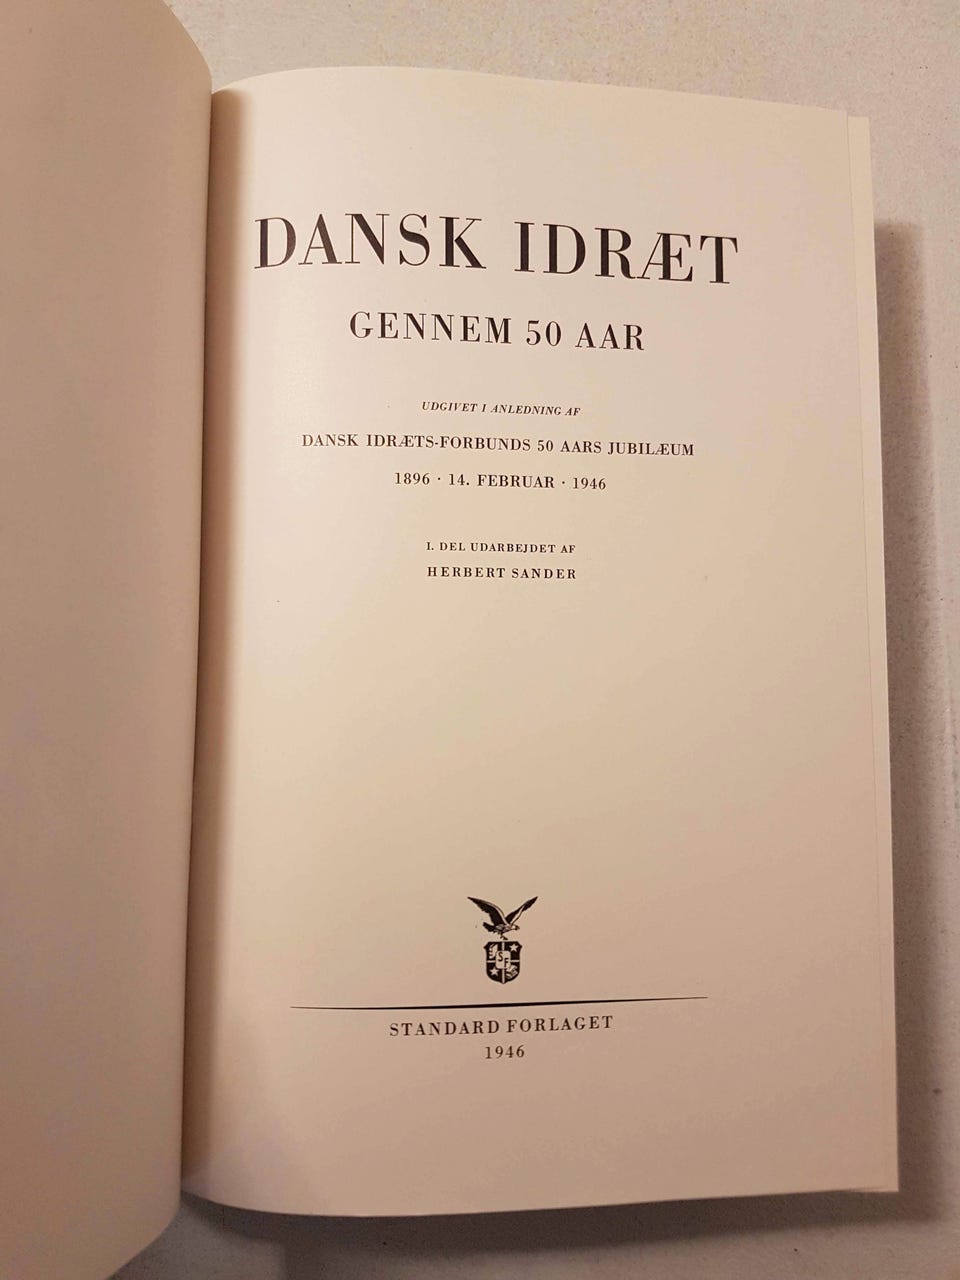 DANSK IDRÆT
GENNEM 50 AAR
UDGIVET I ANLEDNING AF
DANSK IDRÆTS-FORBUNDS 50 AARS JUBILÆUM
1896 · 14. FEBRUAR · 1946
I. DEL UDARBEJDET AF
HERBERT SANDER
SF
STANDARD FORLAGET
1946